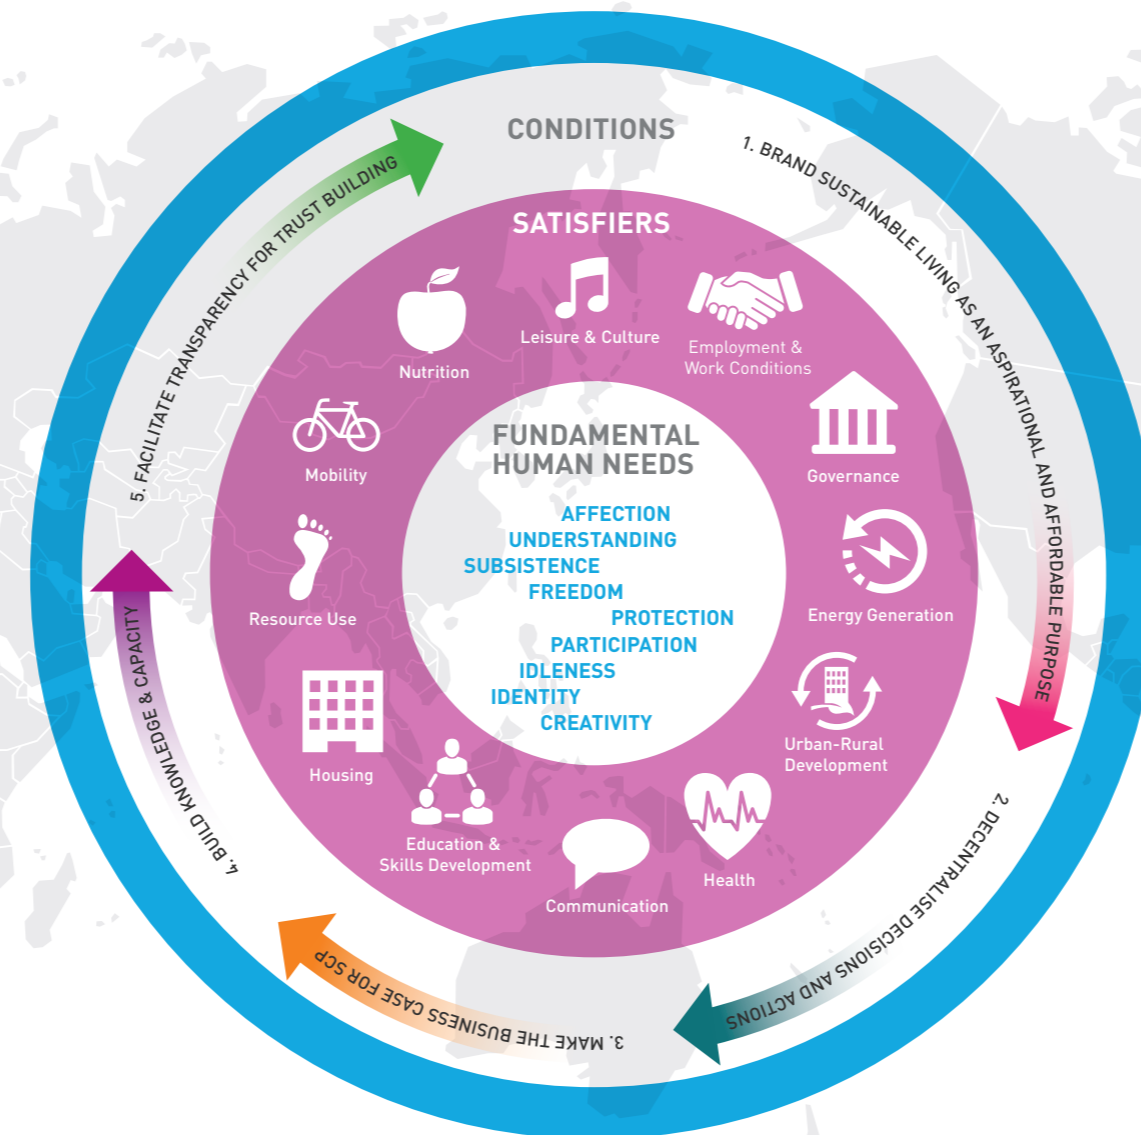 CONDITIONS
1. BRAND SUSTAINABLE LIVING AS AN ASPIRATIONAL AND AFFORDABLE PURPOSE
2. DECENTRALISE DECISIONS AND ACTIONS
3. MAKE THE BUSINESS CASE FOR SCP
4. BUILD KNOWLEDGE & CAPACITY
5. FACILITATE TRANSPARENCY FOR TRUST BUILDING
SATISFIERS
Leisure & Culture
Employment &
Work Conditions
Governance
Energy Generation
Urban-Rural
Development
Health
Communication
Education &
Skills Development
Housing
Resource Use
Mobility
Nutrition
FUNDAMENTAL
HUMAN NEEDS
AFFECTION
UNDERSTANDING
SUBSISTENCE
FREEDOM
PROTECTION
PARTICIPATION
IDLENESS
IDENTITY
CREATIVITY